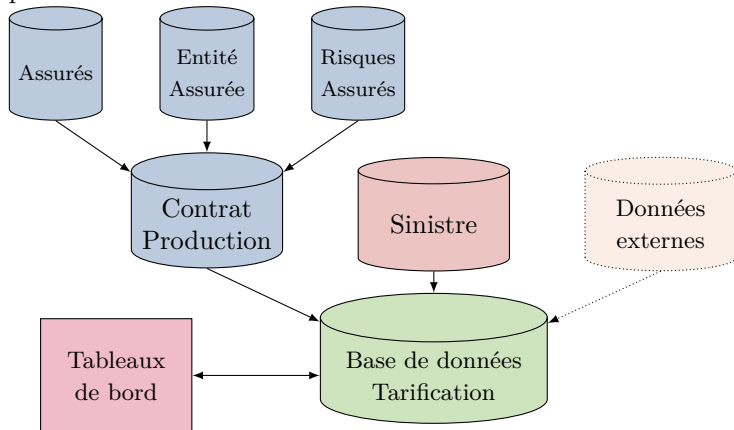 Assurés
Entité
Assurée
Risques
Assurés
Contrat
Production
Sinistre
Données
externes
Tableaux
de bord
Base de données
Tarification